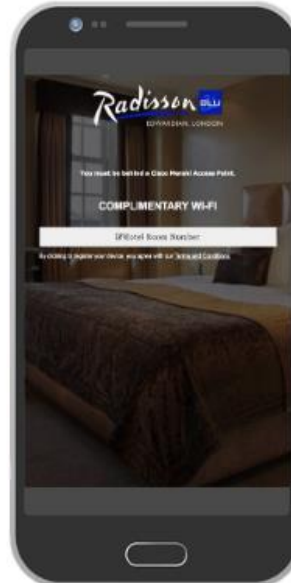 Radisson BLU
EDWARDIAN, LONDON
You must be behind a Cisco Meraki Access Point.
COMPLIMENTARY WI-FI
Hotel Room Number
By clicking to register your device, you agree with our Terms and Conditions